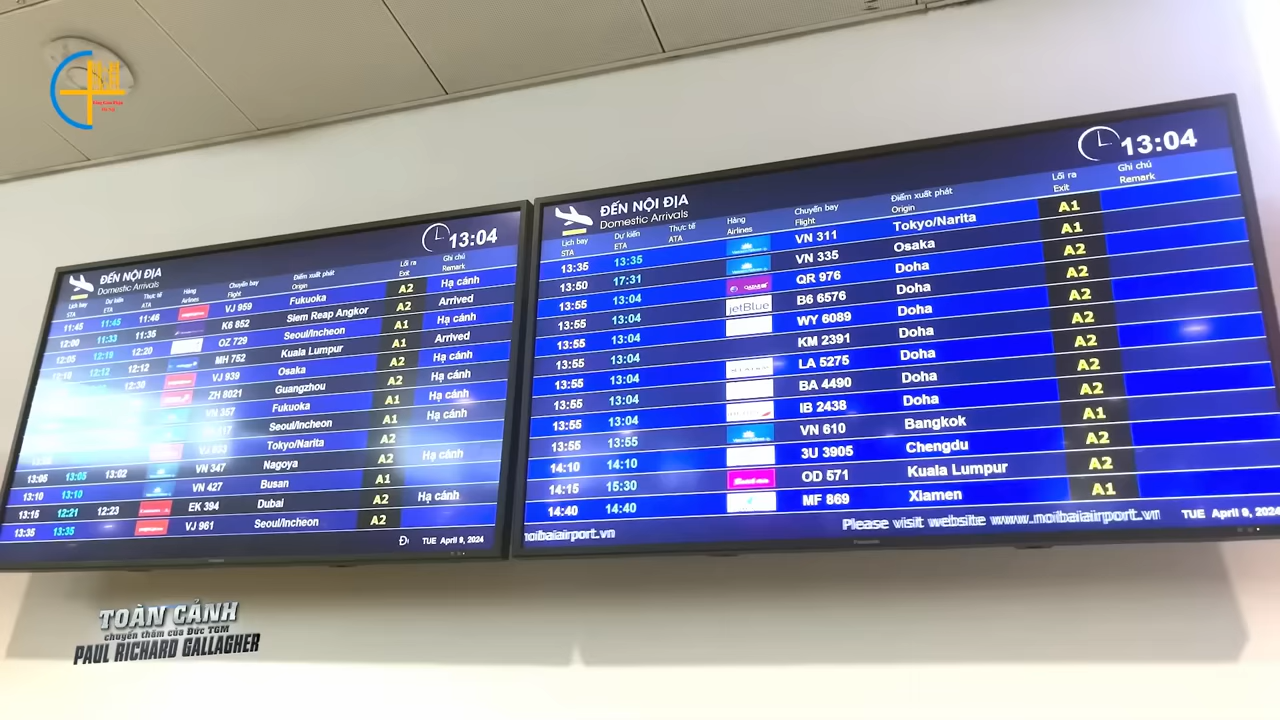 13:04
ĐẾN NỘI ĐỊA
Domestic Arrivals
Lịch bay Dự kiến Thực tế Hãng Chuyến bay Điểm xuất phát Lối ra Ghi chú
STA ETA ATA Airlines Flight Origin Exit Remark
11:45 11:45 11:46 VJ 959 Fukuoka A2 Hạ cánh
12:00 11:33 11:35 K6 852 Siem Reap Angkor A2 Arrived
12:05 12:19 12:20 OZ 729 Seoul/Incheon A1 Hạ cánh
12:12 12:12 MH 752 Kuala Lumpur A1 Arrived
12:30 VJ 939 Osaka A2 Hạ cánh
ZH 8021 Guangzhou A2 Hạ cánh
VN 357 Fukuoka A1 Hạ cánh
Seoul/Incheon A1 Hạ cánh
Tokyo/Narita A2
13:05 13:05 13:02 VN 347 Nagoya A2 Hạ cánh
13:10 13:10 VN 427 Busan A1
13:15 12:21 12:23 EK 394 Dubai A2 Hạ cánh
13:35 13:35 VJ 961 Seoul/Incheon A2
TUE April 9, 2024
13:04
ĐẾN NỘI ĐỊA
Domestic Arrivals
Lịch bay Dự kiến Thực tế Hãng Chuyến bay Điểm xuất phát Lối ra Ghi chú
STA ETA ATA Airlines Flight Origin Exit Remark
13:35 13:35 VN 311 Tokyo/Narita A1
13:50 17:31 VN 335 Osaka A1
13:55 13:04 QR 976 Doha A2
13:55 13:04 jetBlue B6 6576 Doha A2
13:55 13:04 WY 6089 Doha A2
13:55 13:04 KM 2391 Doha A2
13:55 13:04 LA 5275 Doha A2
13:55 13:04 BA 4490 Doha A2
13:55 13:04 IB 2438 Doha A2
13:55 13:55 VN 610 Bangkok A1
14:10 14:10 3U 3905 Chengdu A2
14:15 15:30 OD 571 Kuala Lumpur A2
14:40 14:40 MF 869 Xiamen A1
noibaiairport.vn Please visit website www.noibaiairport.vn TUE April 9, 2024
TOÀN CẢNH
chuyến thăm của Đức TGM
PAUL RICHARD GALLAGHER